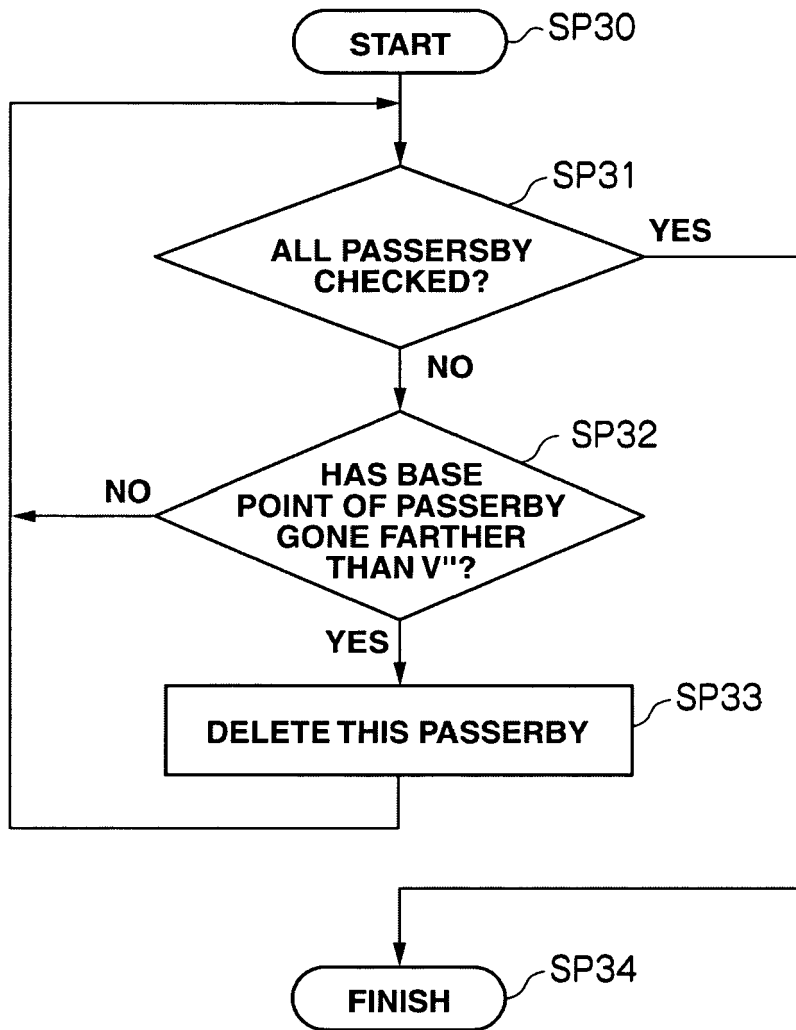 START
SP30
SP31
ALL PASSERSBY
CHECKED?
YES
NO
SP32
HAS BASE
POINT OF PASSERBY
GONE FARTHER
THAN V"?
NO
YES
SP33
DELETE THIS PASSERBY
SP34
FINISH